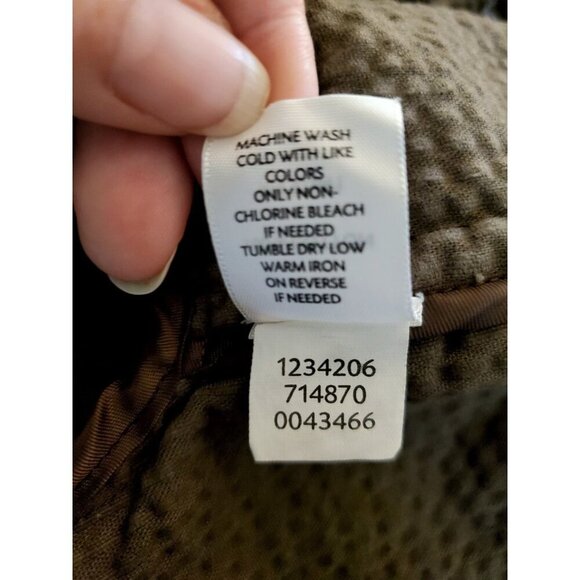 MACHINE WASH
COLD WITH LIKE
COLORS
ONLY NON-
CHLORINE BLEACH
IF NEEDED
TUMBLE DRY LOW
WARM IRON
ON REVERSE
IF NEEDED
1234206
714870
0043466